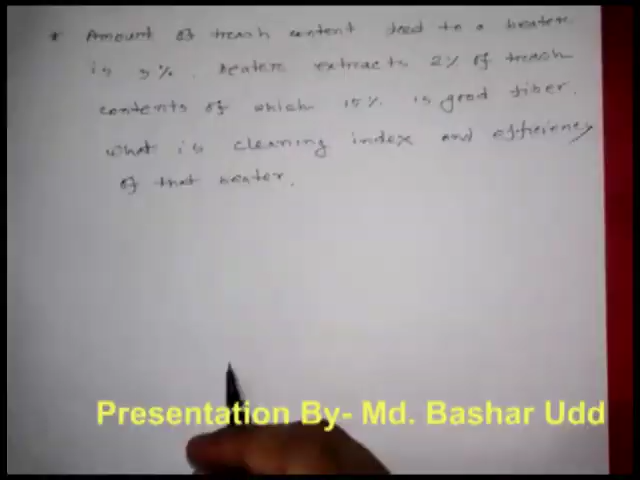 * Amount of trash content feed to a beater
is 5%. Beater extracts 2% of trash
contents of which 15% is good fiber.
what is cleaning index and efficiency
of that beater.
Presentation By- Md. Bashar Udd